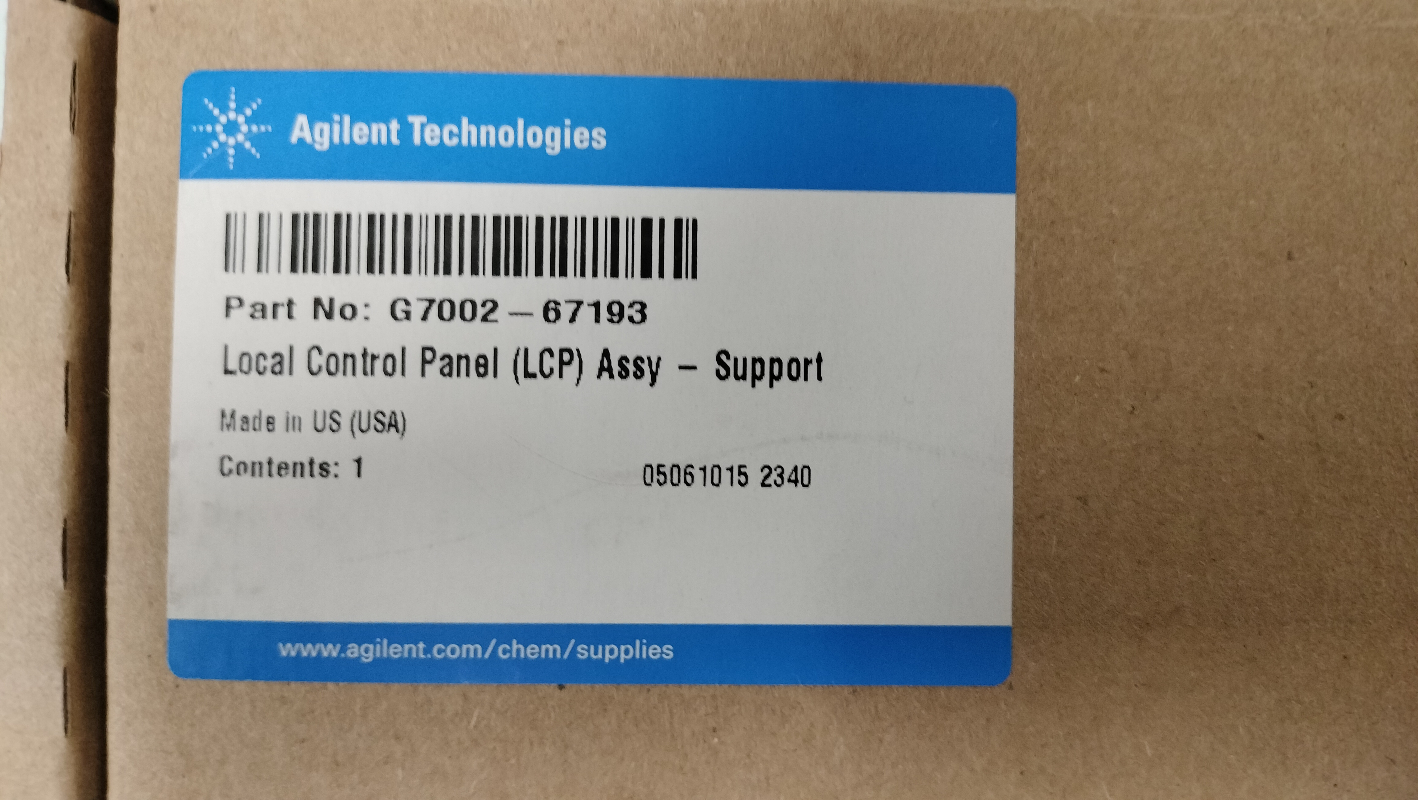 Agilent Technologies
Part No: G7002-67193
Local Control Panel (LCP) Assy - Support
Made in US (USA)
Contents: 1 05061015 2340
www.agilent.com/chem/supplies